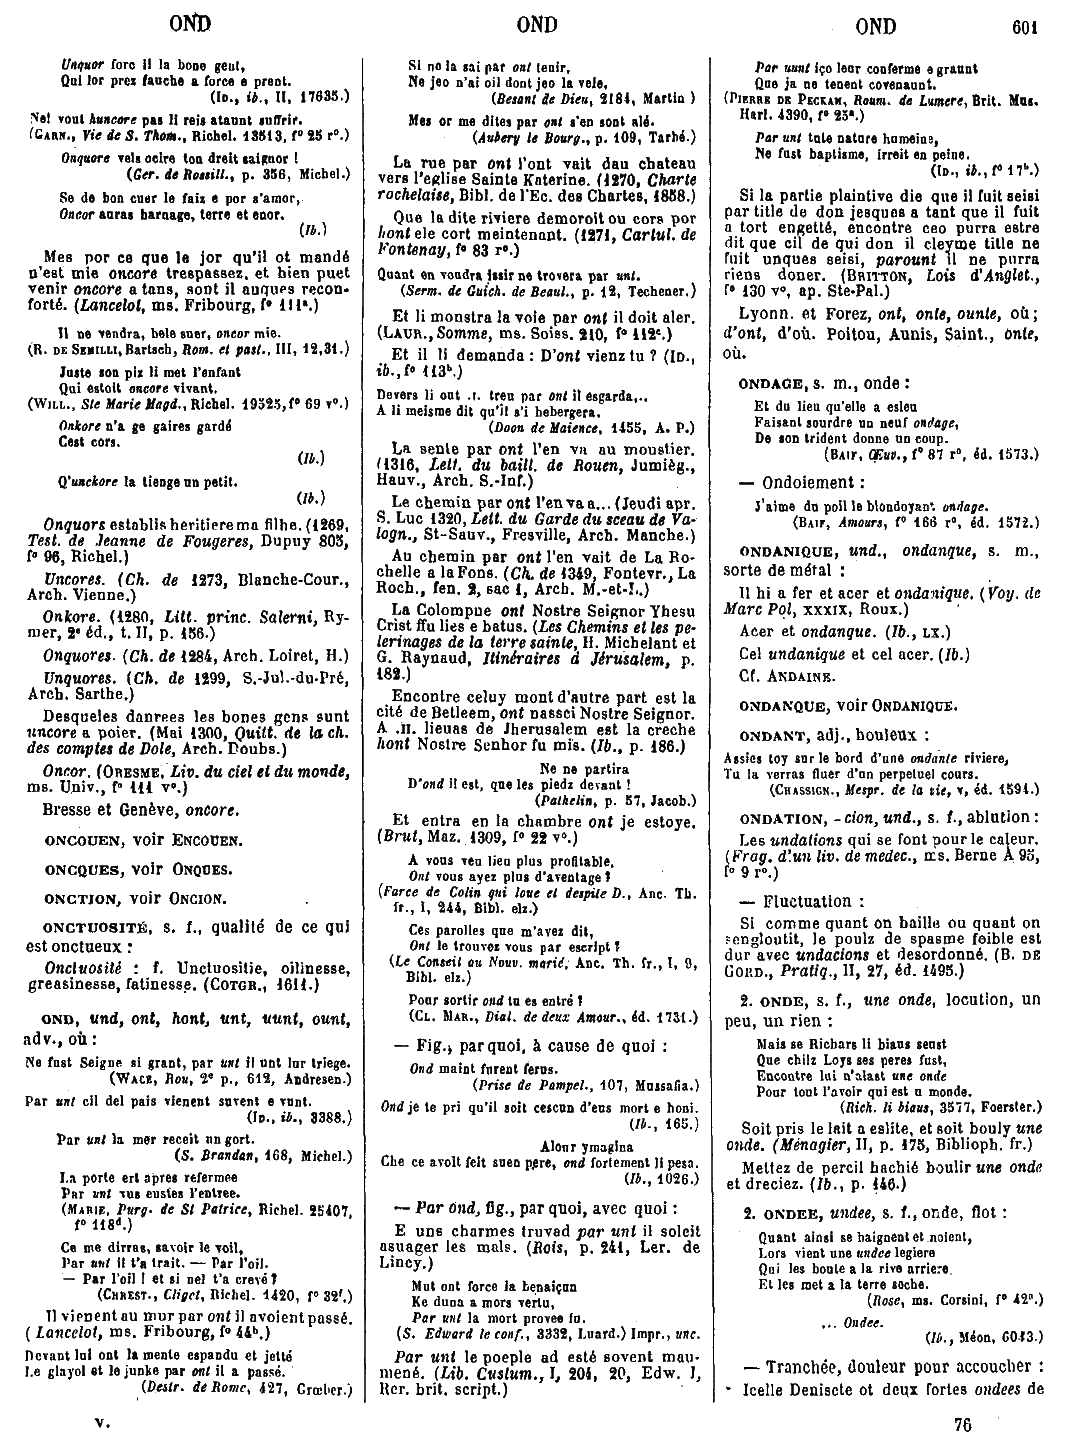 OND
OND
OND
601
Unquor forc il la bone gent,
Qui lor prez fauche a force e prent.
(ID., ib., II, 17635.)
Nel vout huncore pas li reis ataunt suffrir.
(GARN., Vie de S. Thom., Richel. 13513, f° 25 r°.)
Onquore vels ocire ton dreit saignor !
(Ger. de Rossill., p. 356, Michel.)
Se de bon cuer le faiz e por s'amor,
Oncor auras barnage, terre et enor.
(Ib.)
Mes por ce que le jor qu'il ot mandé
n'est mie oncore trespassez, et bien puet
venir oncore a tans, sont il auques recon-
forté. (Lancelot, ms. Fribourg, f° 111ª.)
Il ne vendra, bele suer, oncor mie.
(R. DE SEMILLI, Bartsch, Rom. et past., III, 12,31.)
Juste son piz li met l'enfant
Qui estoit oncore vivant.
(WILL., Ste Marie Magd., Richel. 19525, f° 69 v°.)
Onkore n'a ge gaires gardé
Cest cors.
(Ib.)
Q'unckore la tienge un petit.
(Ib.)
Onquors establis heritiere ma filhe. (1269,
Test. de Jeanne de Fougeres, Dupuy 805,
f° 96, Richel.)
Uncores. (Ch. de 1273, Blanche-Cour.,
Arch. Vienne.)
Onkore. (1280, Litt. princ. Salerni, Ry-
mer, 2ᵉ éd., t. II, p. 156.)
Onquores. (Ch. de 1284, Arch. Loiret, H.)
Unquores. (Ch. de 1299, S.-Jul.-du-Pré,
Arch. Sarthe.)
Desqueles danrees les bones gens sunt
uncore a poier. (Mai 1300, Quitt. de la ch.
des comptes de Dole, Arch. Doubs.)
Oncor. (ORESME, Liv. du ciel et du monde,
ms. Univ., f° 111 v°.)
Bresse et Genève, oncore.
ONCOUEN, voir ENCOUEN.
ONCQUES, voir ONQUES.
ONCTION, voir ONCION.
ONCTUOSITÉ, s. f., qualité de ce qui
est onctueux :
Onctuosité : f. Unctuositie, oilinesse,
greasinesse, fatinesse. (COTGR., 1611.)
OND, und, ont, hont, unt, uunt, ount,
adv., où :
Ne fust Seigne si grant, par unt il unt lur triege.
(WACE, Rou, 2ᵉ p., 612, Andresen.)
Par unt cil del pais vienent suvent e vunt.
(ID., ib., 3388.)
Par unt la mer receit un gort.
(S. Brandan, 168, Michel.)
La porte ert apres refermee
Par unt vus eustes l'entree.
(MARIE, Purg. de St Patrice, Richel. 25407,
f° 118ᵈ.)
Ce me dirras, savoir le voil,
Par unt il t'a trait. — Par l'oil.
— Par l'oil ! et si nel t'a crevé ?
(CHREST., Cliget, Richel. 1420, f° 32ᶠ.)
Il vienent au mur par ont il avoient passé.
(Lancelot, ms. Fribourg, f° 44ᵇ.)
Devant lui ont la mente espandu et jetté
Le glayol et le junke par ont il a passé.
(Destr. de Rome, 427, Grœber.)
V.
Si no la sai par ont tenir,
Ne jeo n'ai oil dont jeo la veie,
(Besant de Dieu, 2184, Martin )
Mes or me dites par ont s'en sont alé.
(Aubery le Bourg., p. 109, Tarbé.)
La rue par ont l'ont vait dau chateau
vers l'eglise Sainte Katerine. (1270, Charte
rochelaise, Bibl. de l'Ec. des Chartes, 1858.)
Que la dite riviere demoroit ou cors por
hont ele cort meintenant. (1271, Cartul. de
Fontenay, f° 83 r°.)
Quant en voudra issir ne trovera par unt.
(Serm. de Guich. de Beaul., p. 12, Techener.)
Et li monstra la voie par ont il doit aler.
(LAUR., Somme, ms. Soiss. 210, f° 112ᶜ.)
Et il li demanda : D'ont vienz tu ? (ID.,
ib., f° 113ᵇ.)
Devers li ont .I. treu par ont il esgarda,..
A li meisme dit qu'il s'i hebergera.
(Doon de Maience, 1455, A. P.)
La sente par ont l'en va au moustier.
(1316, Lett. du baill. de Rouen, Jumièg.,
Hauv., Arch. S.-Inf.)
Le chemin par ont l'en va a... (Jeudi apr.
S. Luc 1320, Lett. du Garde du sceau de Va-
logn., St-Sauv., Fresville, Arch. Manche.)
Au chemin par ont l'en vait de La Ro-
chelle a la Fons. (Ch. de 1349, Fontevr., La
Roch., fen. 2, sac 1, Arch. M.-et-L.)
La Colompne ont Nostre Seignor Yhesu
Crist ffu lies e batus. (Les Chemins et les pe-
lerinages de la terre sainte, H. Michelant et
G. Raynaud, Itinéraires à Jérusalem, p.
182.)
Encontre celuy mont d'autre part est la
cité de Betleem, ont nassei Nostre Seignor.
A .II. lieuas de Jherusalem est la creche
hont Nostre Senhor fu mis. (Ib., p. 186.)
Ne ne partira
D'ond il est, que les piedz devant !
(Pathelin, p. 57, Jacob.)
Et entra en la chambre ont je estoye.
(Brut, Maz. 1309, f° 22 v°.)
A vous veu lieu plus profitable,
Ont vous ayez plus d'aventage ?
(Farce de Colin qui loue et despite D., Anc. Th.
fr., I, 244, Bibl. elz.)
Ces parolles que m'avez dit,
Ont le trouvez vous par escript ?
(Le Conseil au Nouv. marié, Anc. Th. fr., I, 9,
Bibl. elz.)
Pour sortir ond tu es entré ?
(CL. MAR., Dial. de deux Amour., éd. 1731.)
— Fig., par quoi, à cause de quoi :
Ond maint furent ferus.
(Prise de Pampel., 107, Mussafia.)
Ond je te pri qu'il soit cescun d'eus mort e honi.
(Ib., 165.)
Alour ymagina
Che ce avoit feit suen pere, ond fortement li pesa.
(Ib., 1026.)
— Par ond, fig., par quoi, avec quoi :
E uns charmes truvad par unt il soleit
asuager les mals. (Rois, p. 241, Ler. de
Lincy.)
Mut ont force la benaiçun
Ke duna a mors vertu,
Par unt la mort provee fu.
(S. Edward le conf., 3332, Luard.) Impr., unc.
Par unt le poeple ad esté sovent mau-
mené. (Lib. Custum., I, 204, 20, Edw. I,
Rer. brit. script.)
Por uunt iço leur conferme e graunt
Que ja ne tenent covenaunt.
(PIERRE DE PECKAM, Roum. de Lumere, Brit. Mus.
Harl. 4390, f° 25ª.)
Par unt tute nature humeine,
Ne fust baptisme, irreit en peine.
(ID., ib., f° 17ᵇ.)
Si la partie plaintive die que il fuit seisi
par title de don jesques a tant que il fuit
a tort engetté, encontre ceo purra estre
dit que cil de qui don il cleyme title ne
fuit unques seisi, parount il ne purra
riens doner. (BRITTON, Lois d'Anglet.,
f° 130 v°, ap. Ste-Pal.)
Lyonn. et Forez, ont, onte, ounte, où ;
d'ont, d'où. Poitou, Aunis, Saint., onte,
où.
ONDAGE, s. m., onde :
Et du lieu qu'elle a esleu
Faisant sourdre un neuf ondage,
De son trident donne un coup.
(BAIF, Œuv., f° 87 r°, éd. 1573.)
— Ondoiement :
J'aime du poil le blondoyant ondage.
(BAIF, Amours, f° 166 r°, éd. 1572.)
ONDANIQUE, und., ondanque, s. m.,
sorte de métal :
Il hi a fer et acer et ondanique. (Voy. de
Marc Pol, XXXIX, Roux.)
Acer et ondanque. (Ib., LX.)
Cel undanique et cel acer. (Ib.)
Cf. ANDAINE.
ONDANQUE, voir ONDANIQUE.
ONDANT, adj., houleux :
Assies toy sur le bord d'une ondante riviere,
Tu la verras fluer d'un perpetuel cours.
(CHASSIGN., Mespr. de la vie, V, éd. 1594.)
ONDATION, -cion, und., s. f., ablution :
Les undations qui se font pour le caleur.
(Frag. d'un liv. de medec., ms. Berne A 95,
f° 9 r°.)
— Fluctuation :
Si comme quant on baille ou quant on
sengloutit, le poulz de spasme foible est
dur avec undacions et desordonné. (B. DE
GORD., Pratiq., II, 27, éd. 1495.)
2. ONDE, s. f., une onde, locution, un
peu, un rien :
Mais se Richars li biaus seust
Que chilz Loys ses peres fust,
Encontre lui n'alast une onde
Pour tout l'avoir qui est u monde.
(Rich. li biaus, 3577, Foerster.)
Soit pris le lait a eslite, et soit bouly une
onde. (Ménagier, II, p. 175, Biblioph. fr.)
Mettez de percil hachié boulir une onde
et dreciez. (Ib., p. 146.)
2. ONDEE, undee, s. f., onde, flot :
Quant ainsi se baignent et noient,
Lors vient une undee legiere
Qui les boute a la rive arriere,
Et les met a la terre soche.
(Rose, ms. Corsini, f° 42ª.)
... Ondee.
(Ib., Méon, 6043.)
— Tranchée, douleur pour accoucher :
Icelle Deniscte ot deux fortes ondees de
76